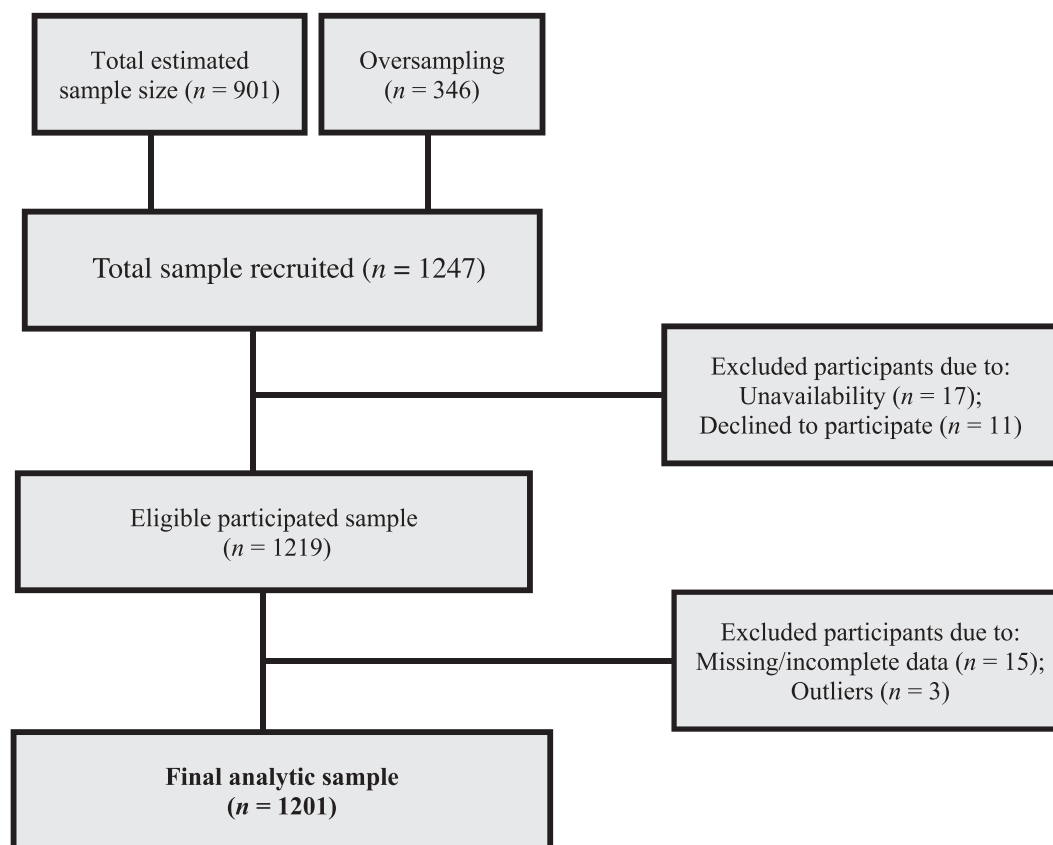 Total estimated
sample size (n = 901)
Oversampling
(n = 346)
Total sample recruited (n = 1247)
Excluded participants due to:
Unavailability (n = 17);
Declined to participate (n = 11)
Eligible participated sample
(n = 1219)
Excluded participants due to:
Missing/incomplete data (n = 15);
Outliers (n = 3)
Final analytic sample
(n = 1201)